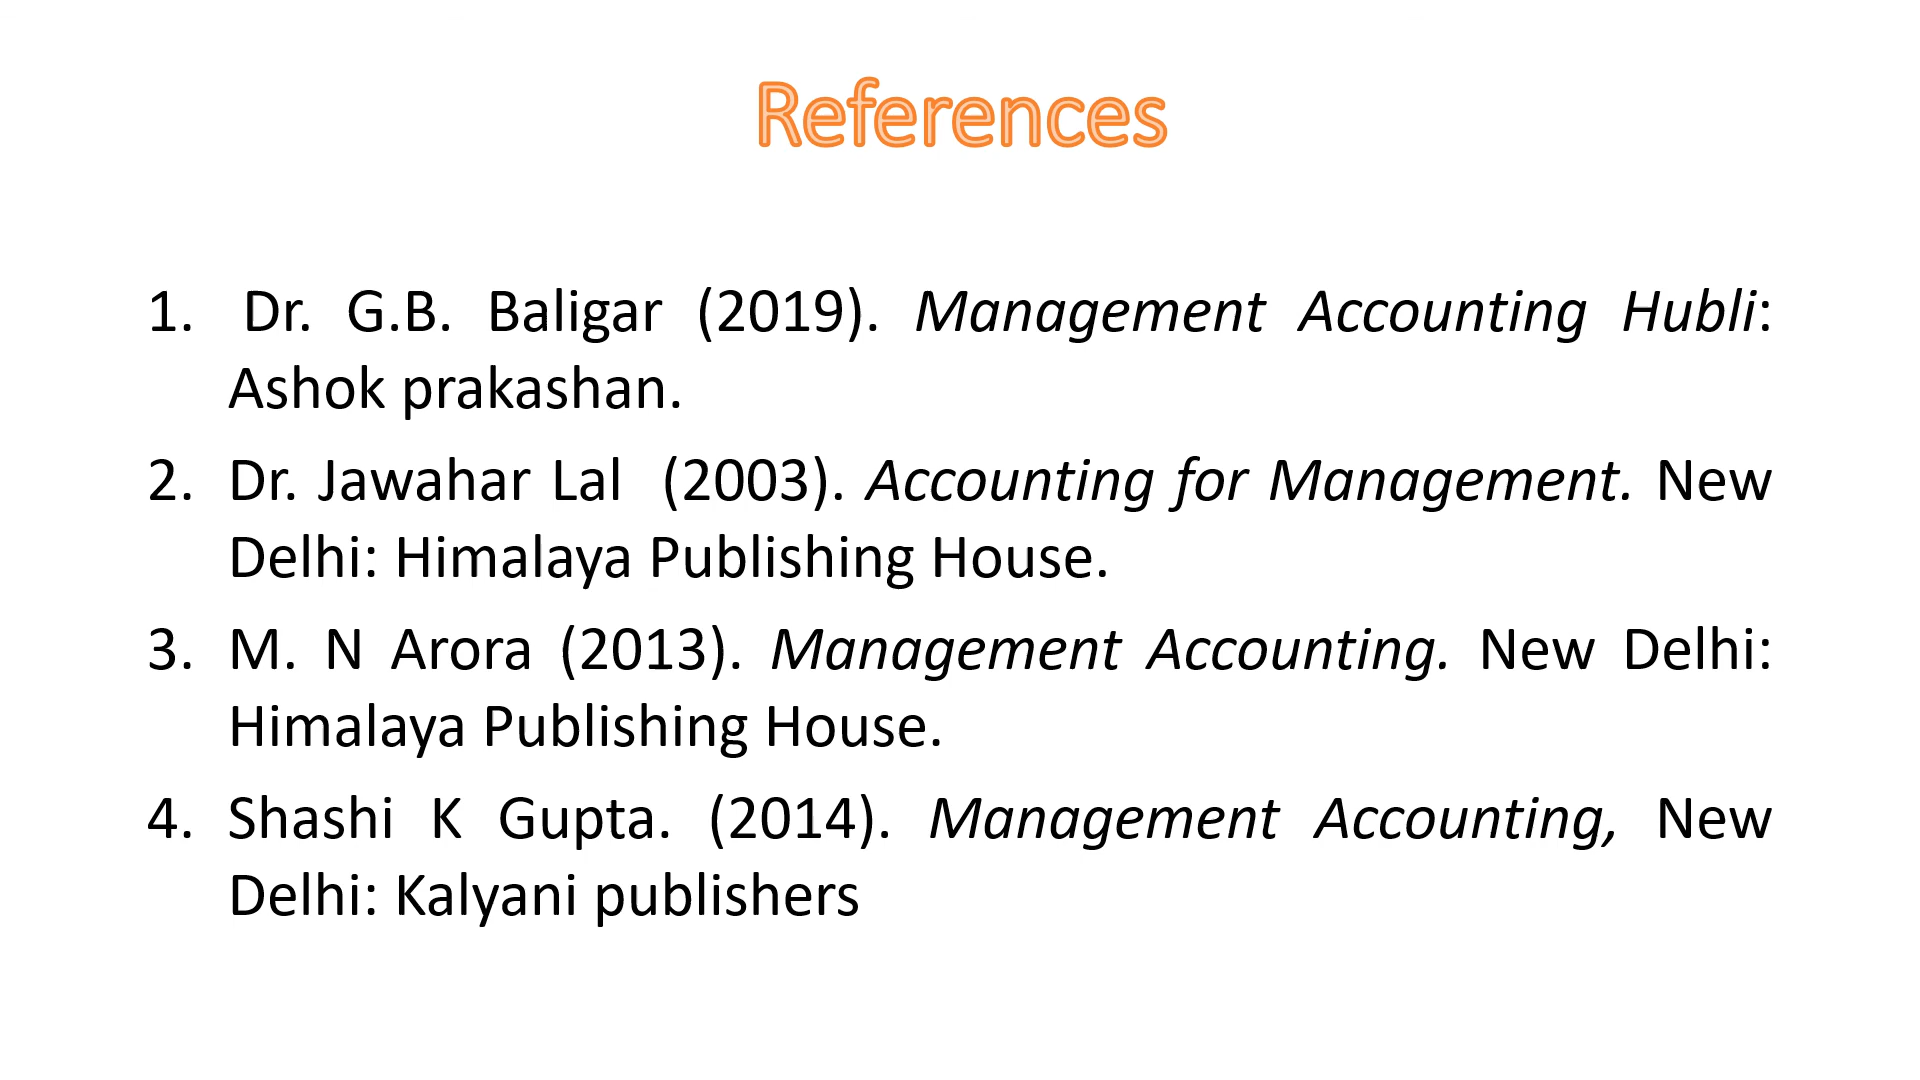 References
1. Dr. G.B. Baligar (2019). Management Accounting Hubli:
Ashok prakashan.
2. Dr. Jawahar Lal (2003). Accounting for Management. New
Delhi: Himalaya Publishing House.
3. M. N Arora (2013). Management Accounting. New Delhi:
Himalaya Publishing House.
4. Shashi K Gupta. (2014). Management Accounting, New
Delhi: Kalyani publishers